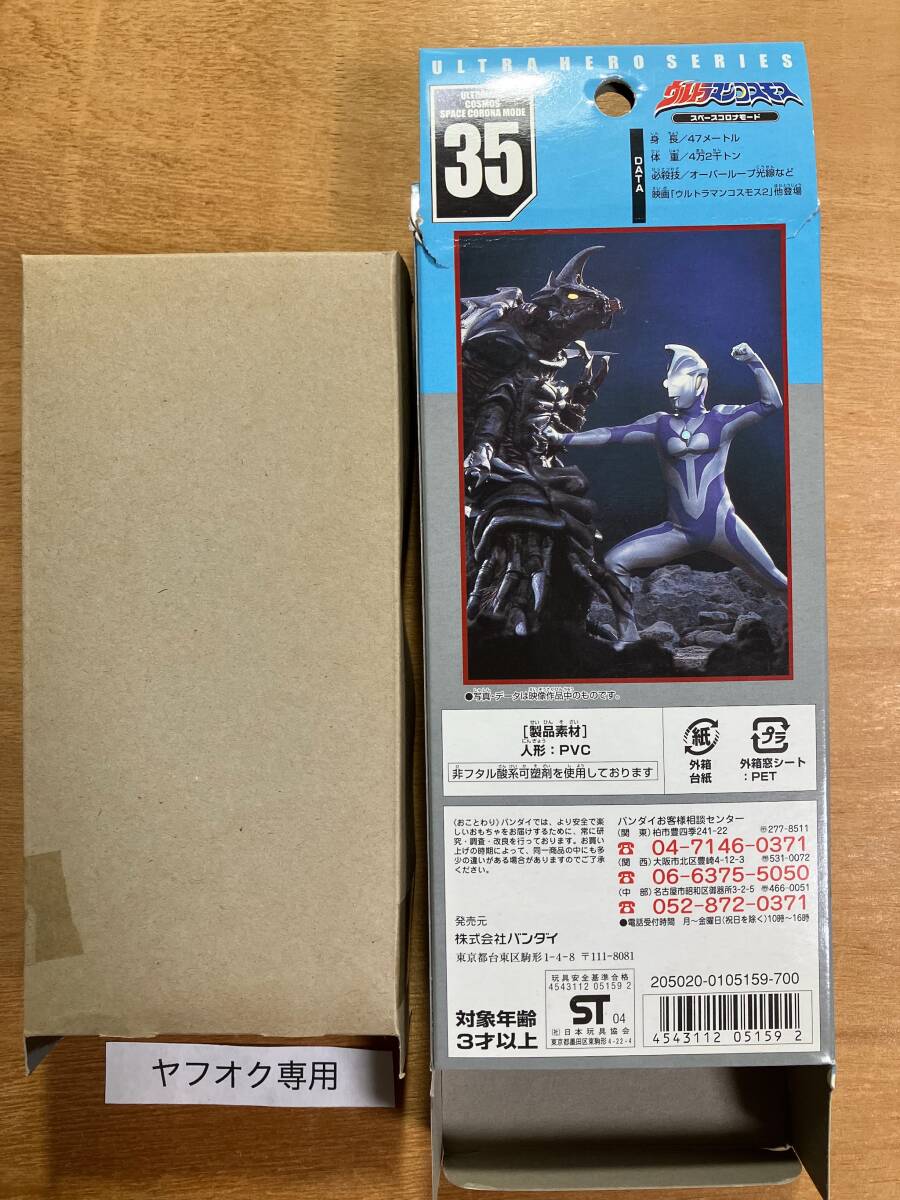 ULTRA HERO SERIES
ULTRAMAN
COSMOS
SPACE CORONA MODE
35
ウルトラマンコスモス
スペースコロナモード
DATA
身長/47メートル
体重/4万2千トン
必殺技/オーバーループ光線など
映画「ウルトラマンコスモス2」他登場
●写真・データは映像作品中のものです。
[製品素材]
人形:PVC
非フタル酸系可塑剤を使用しております
紙
外箱
台紙
プラ
外箱窓シート
:PET
〈おことわり〉バンダイでは、より安全で楽
しいおもちゃをお届けするために、常に研
究・調査・改良を行っております。お買い
上げの時期によって、同一商品の中にも多
少の違いがある場合がありますのでご了承
ください。
バンダイお客様相談センター
(関 東)柏市豊四季241-22 〒277-8511
☎ 04-7146-0371
(関 西)大阪市北区豊崎4-12-3 〒531-0072
☎ 06-6375-5050
(中 部)名古屋市昭和区御器所3-2-5 〒466-0051
☎ 052-872-0371
●電話受付時間 月〜金曜日(祝日を除く)10時〜16時
発売元
株式会社バンダイ
東京都台東区駒形1-4-8 〒111-8081
対象年齢
3才以上
玩具安全基準合格
4543112 05159 2
ST 04
(社)日本玩具協会
東京都墨田区東駒形4-22-4
205020-0105159-700
4543112 051592
ヤフオク専用